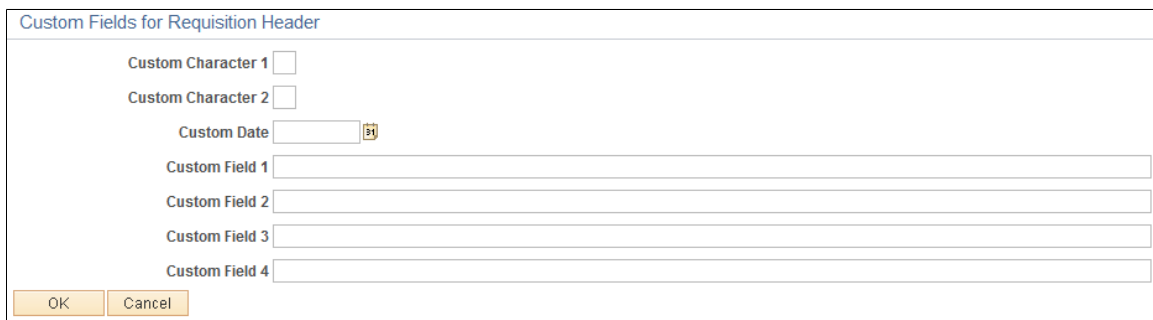 Custom Fields for Requisition Header
Custom Character 1
Custom Character 2
Custom Date 31
Custom Field 1
Custom Field 2
Custom Field 3
Custom Field 4
OK Cancel